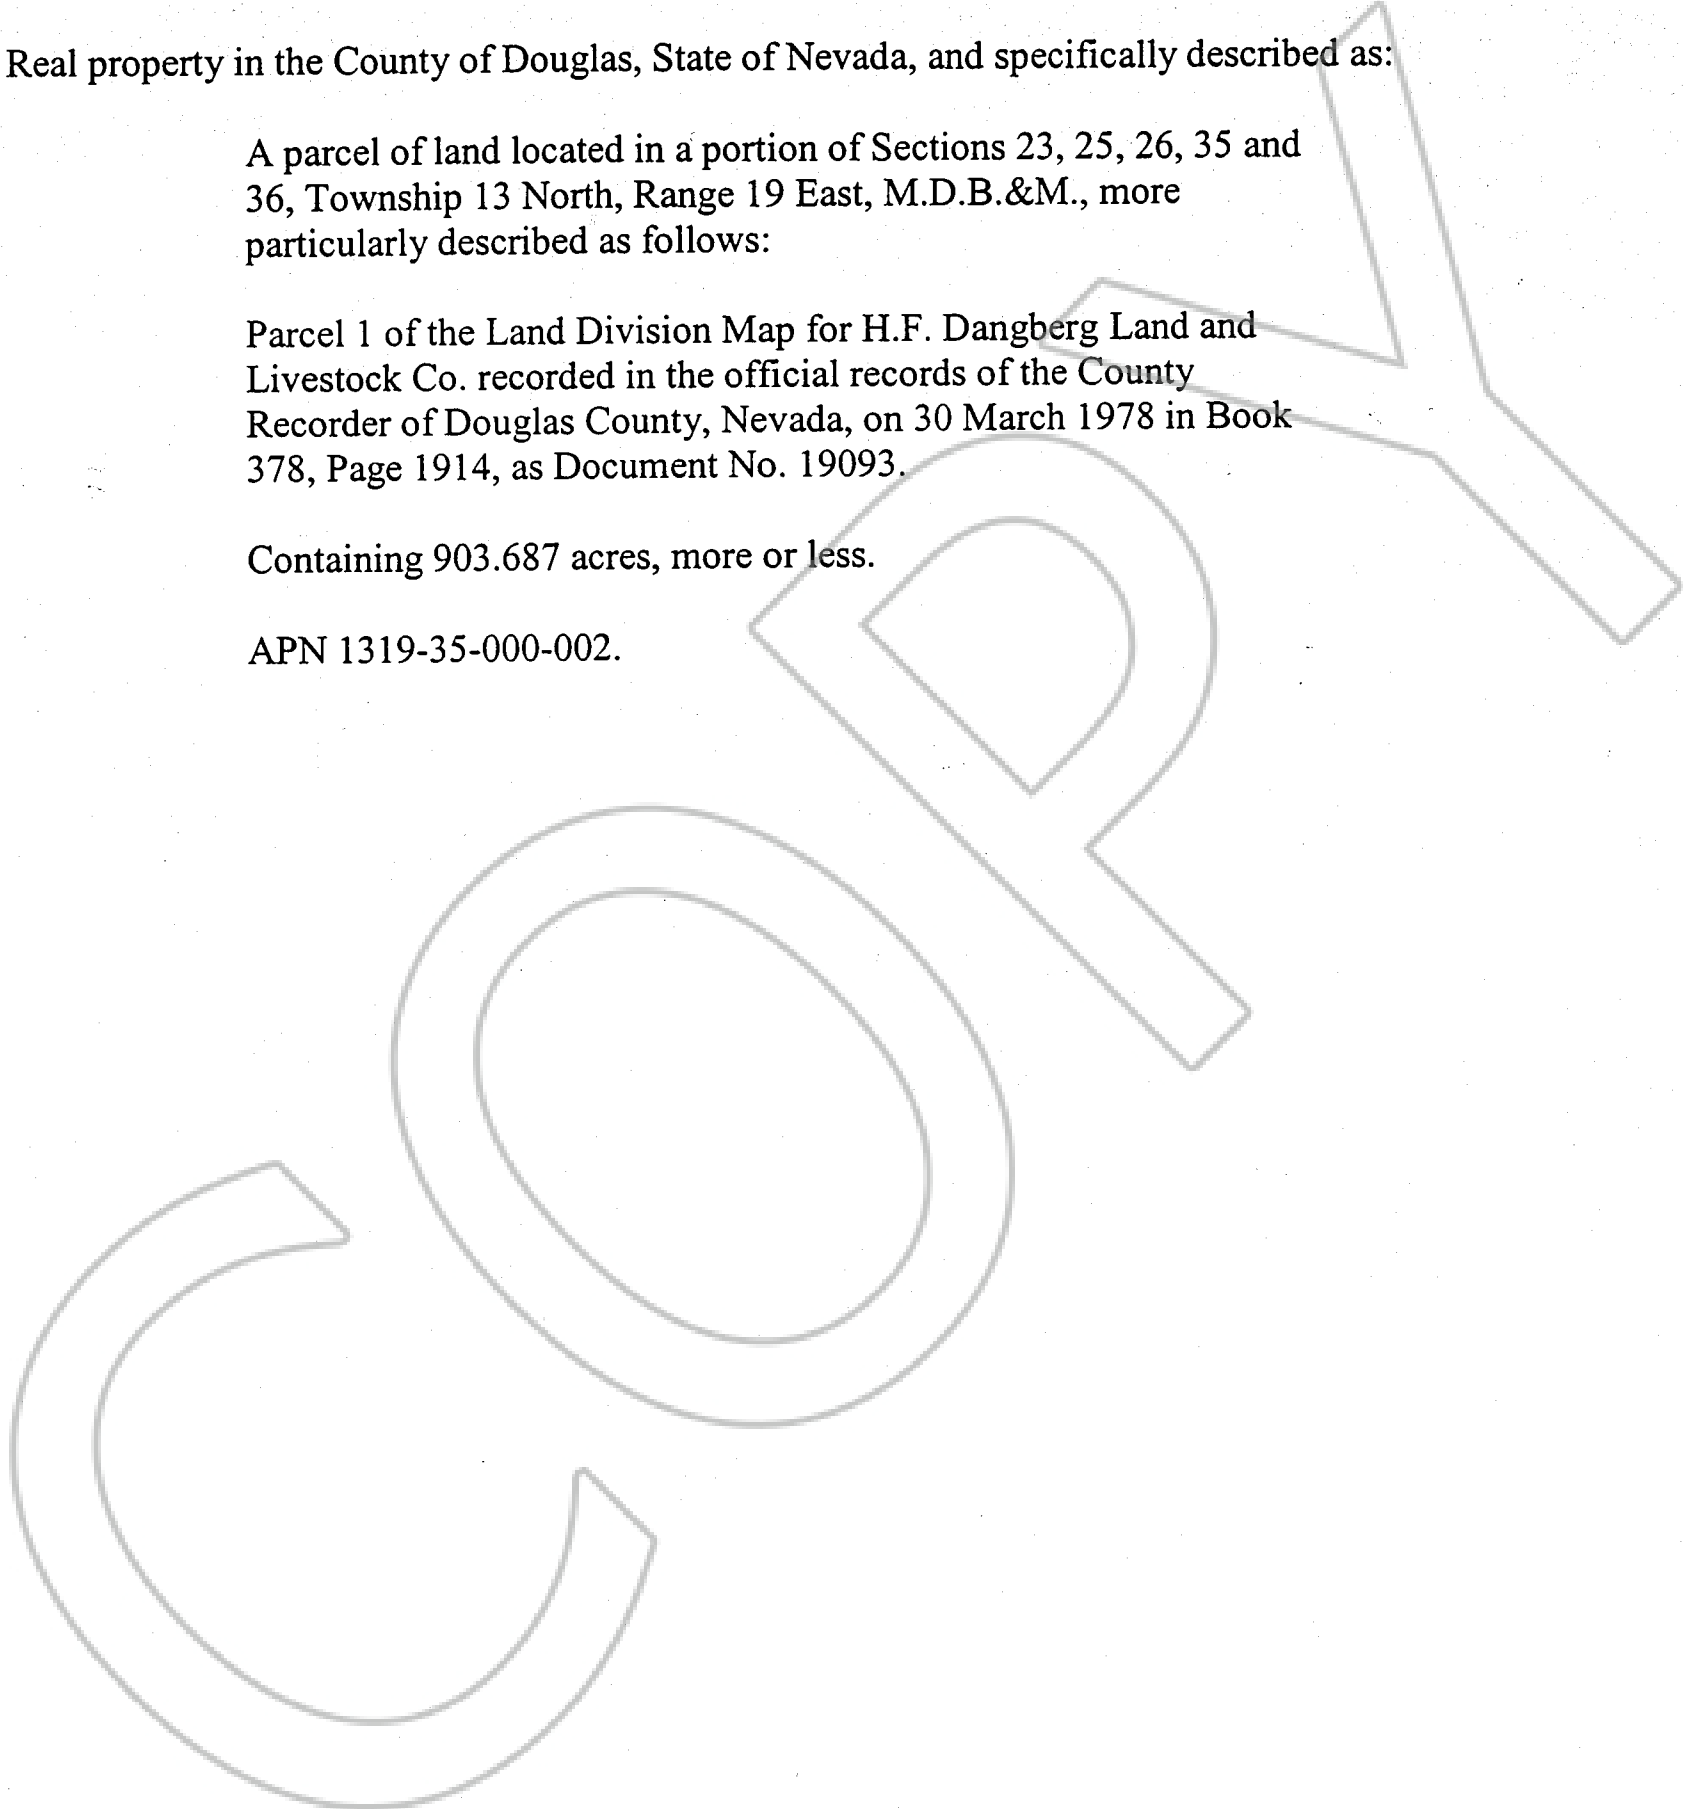 Real property in the County of Douglas, State of Nevada, and specifically described as:
A parcel of land located in a portion of Sections 23, 25, 26, 35 and
36, Township 13 North, Range 19 East, M.D.B.&M., more
particularly described as follows:
Parcel 1 of the Land Division Map for H.F. Dangberg Land and
Livestock Co. recorded in the official records of the County
Recorder of Douglas County, Nevada, on 30 March 1978 in Book
378, Page 1914, as Document No. 19093.
Containing 903.687 acres, more or less.
APN 1319-35-000-002.
COPY